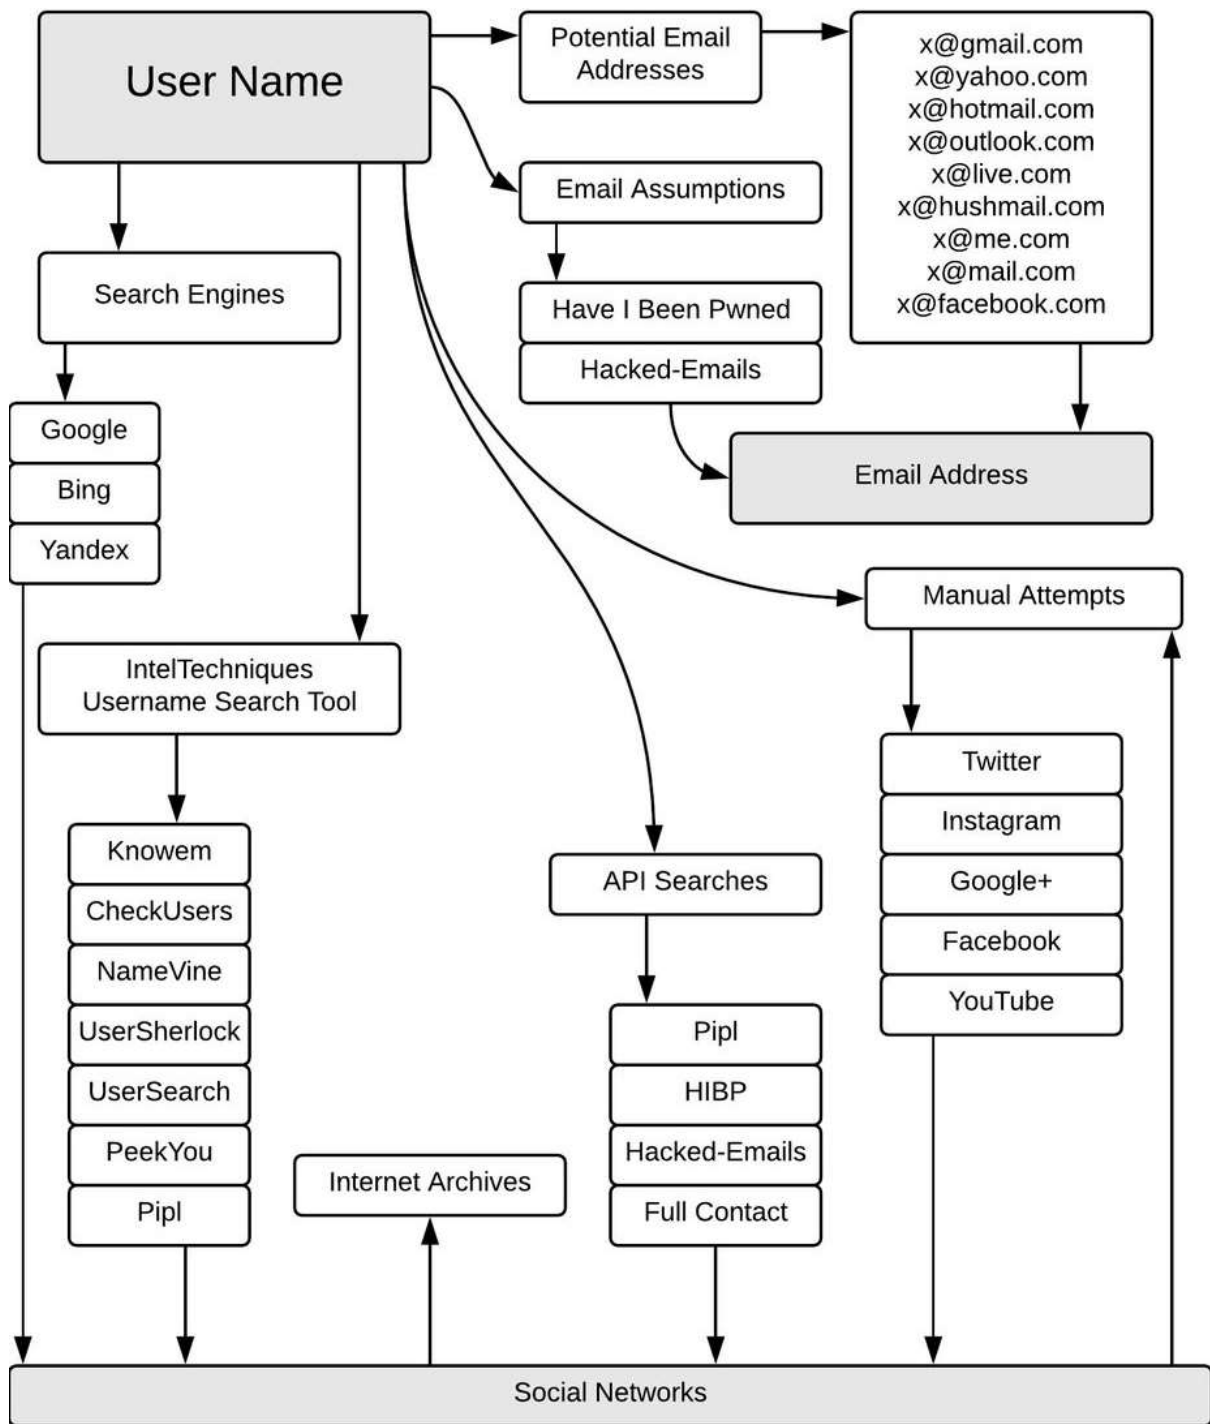 User Name
Potential Email
Addresses
x@gmail.com
x@yahoo.com
x@hotmail.com
x@outlook.com
x@live.com
x@hushmail.com
x@me.com
x@mail.com
x@facebook.com
Email Assumptions
Have I Been Pwned
Hacked-Emails
Email Address
Search Engines
Google
Bing
Yandex
Manual Attempts
Twitter
Instagram
Google+
Facebook
YouTube
IntelTechniques
Username Search Tool
Knowem
CheckUsers
NameVine
UserSherlock
UserSearch
PeekYou
Pipl
API Searches
Pipl
HIBP
Hacked-Emails
Full Contact
Internet Archives
Social Networks